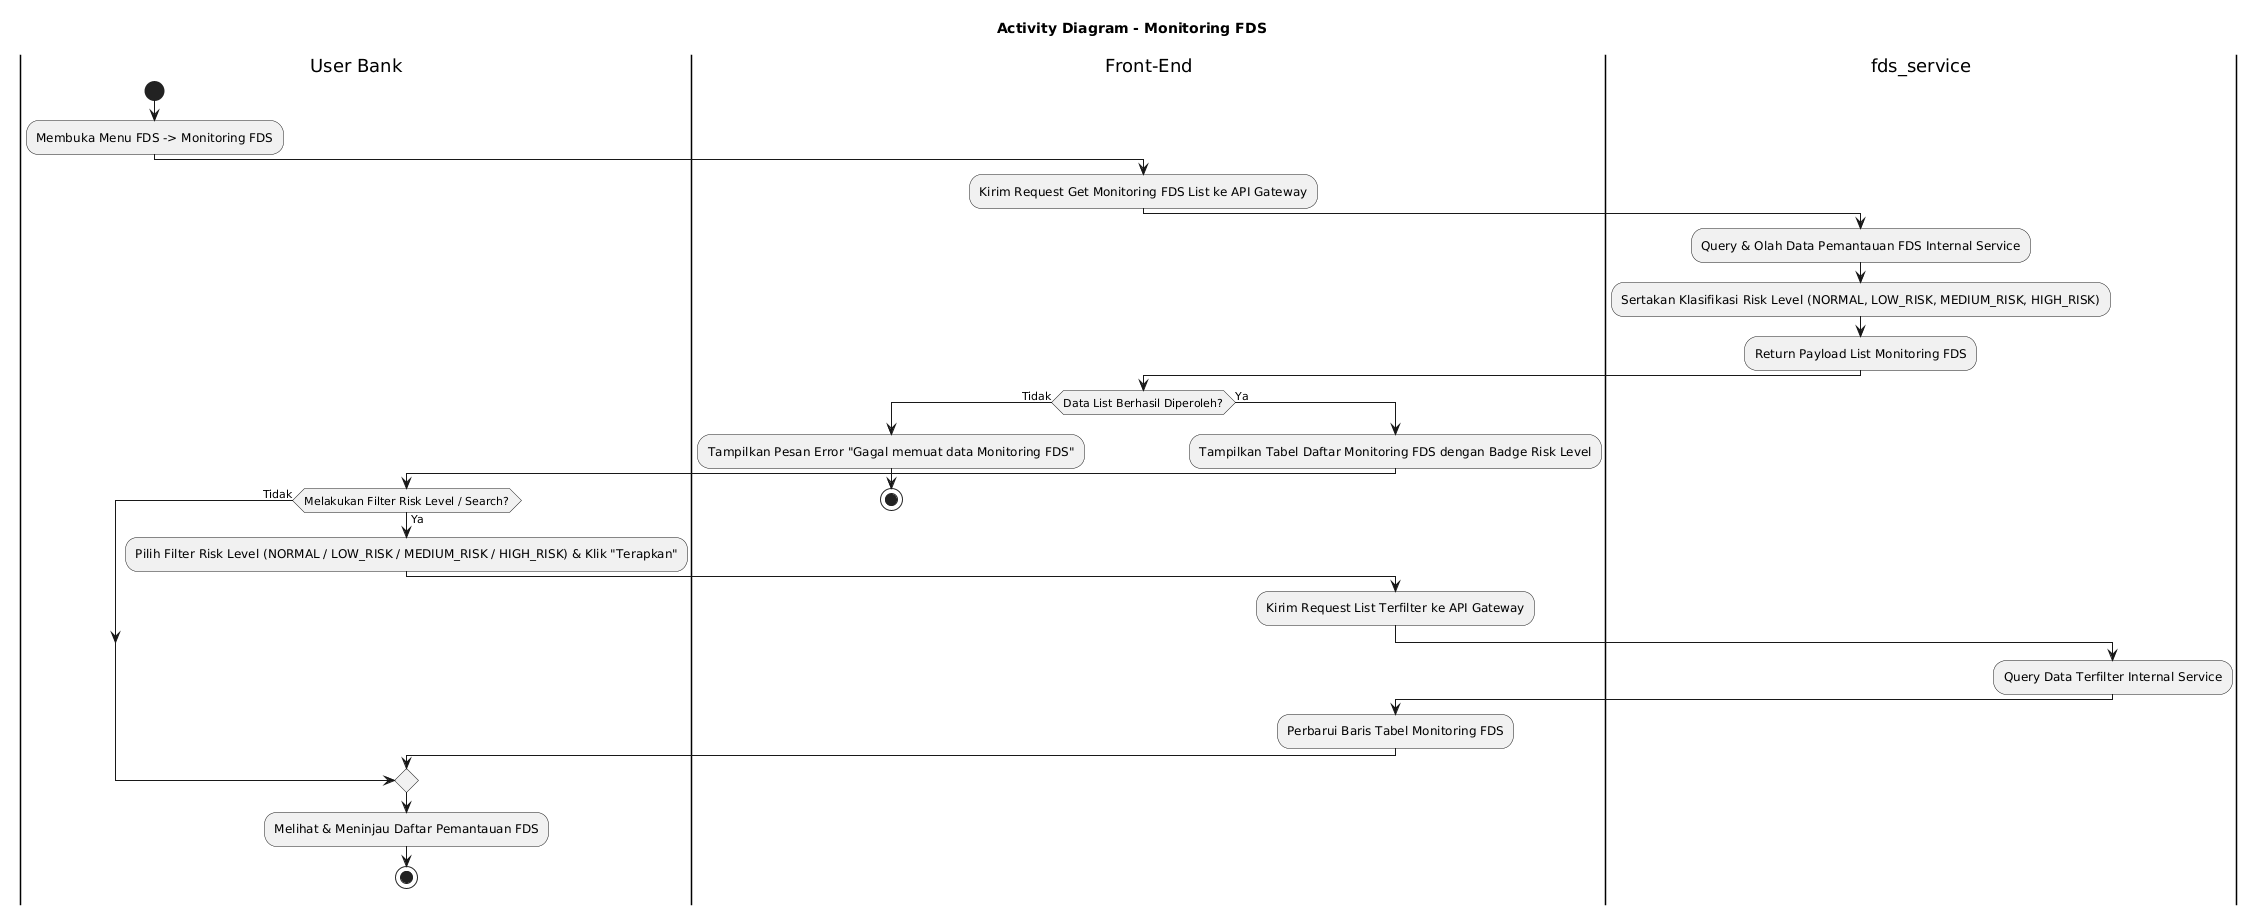 Activity Diagram - Monitoring FDS
User Bank
Front-End
fds_service
Membuka Menu FDS -> Monitoring FDS
Kirim Request Get Monitoring FDS List ke API Gateway
Query & Olah Data Pemantauan FDS Internal Service
Sertakan Klasifikasi Risk Level (NORMAL, LOW_RISK, MEDIUM_RISK, HIGH_RISK)
Return Payload List Monitoring FDS
Tidak
Data List Berhasil Diperoleh?
Ya
Tampilkan Pesan Error "Gagal memuat data Monitoring FDS"
Tampilkan Tabel Daftar Monitoring FDS dengan Badge Risk Level
Tidak
Melakukan Filter Risk Level / Search?
Ya
Pilih Filter Risk Level (NORMAL / LOW_RISK / MEDIUM_RISK / HIGH_RISK) & Klik "Terapkan"
Kirim Request List Terfilter ke API Gateway
Query Data Terfilter Internal Service
Perbarui Baris Tabel Monitoring FDS
Melihat & Meninjau Daftar Pemantauan FDS